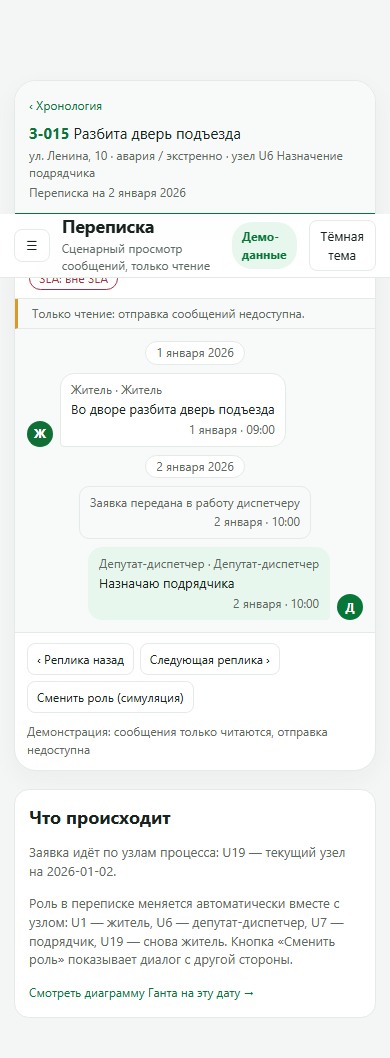 ‹ Хронология
З-015 Разбита дверь подъезда
ул. Ленина, 10 · авария / экстренно · узел U6 Назначение
подрядчика
Переписка на 2 января 2026
☰
Переписка
Сценарный просмотр
сообщений, только чтение
Демо-
данные
Тёмная
тема
SLA: вне SLA
Только чтение: отправка сообщений недоступна.
1 января 2026
Житель · Житель
Во дворе разбита дверь подъезда
1 января · 09:00
Ж
2 января 2026
Заявка передана в работу диспетчеру
2 января · 10:00
Депутат-диспетчер · Депутат-диспетчер
Назначаю подрядчика
2 января · 10:00
Д
‹ Реплика назад
Следующая реплика ›
Сменить роль (симуляция)
Демонстрация: сообщения только читаются, отправка
недоступна
Что происходит
Заявка идёт по узлам процесса: U19 — текущий узел
на 2026-01-02.
Роль в переписке меняется автоматически вместе с
узлом: U1 — житель, U6 — депутат-диспетчер, U7 —
подрядчик, U19 — снова житель. Кнопка «Сменить
роль» показывает диалог с другой стороны.
Смотреть диаграмму Ганта на эту дату →